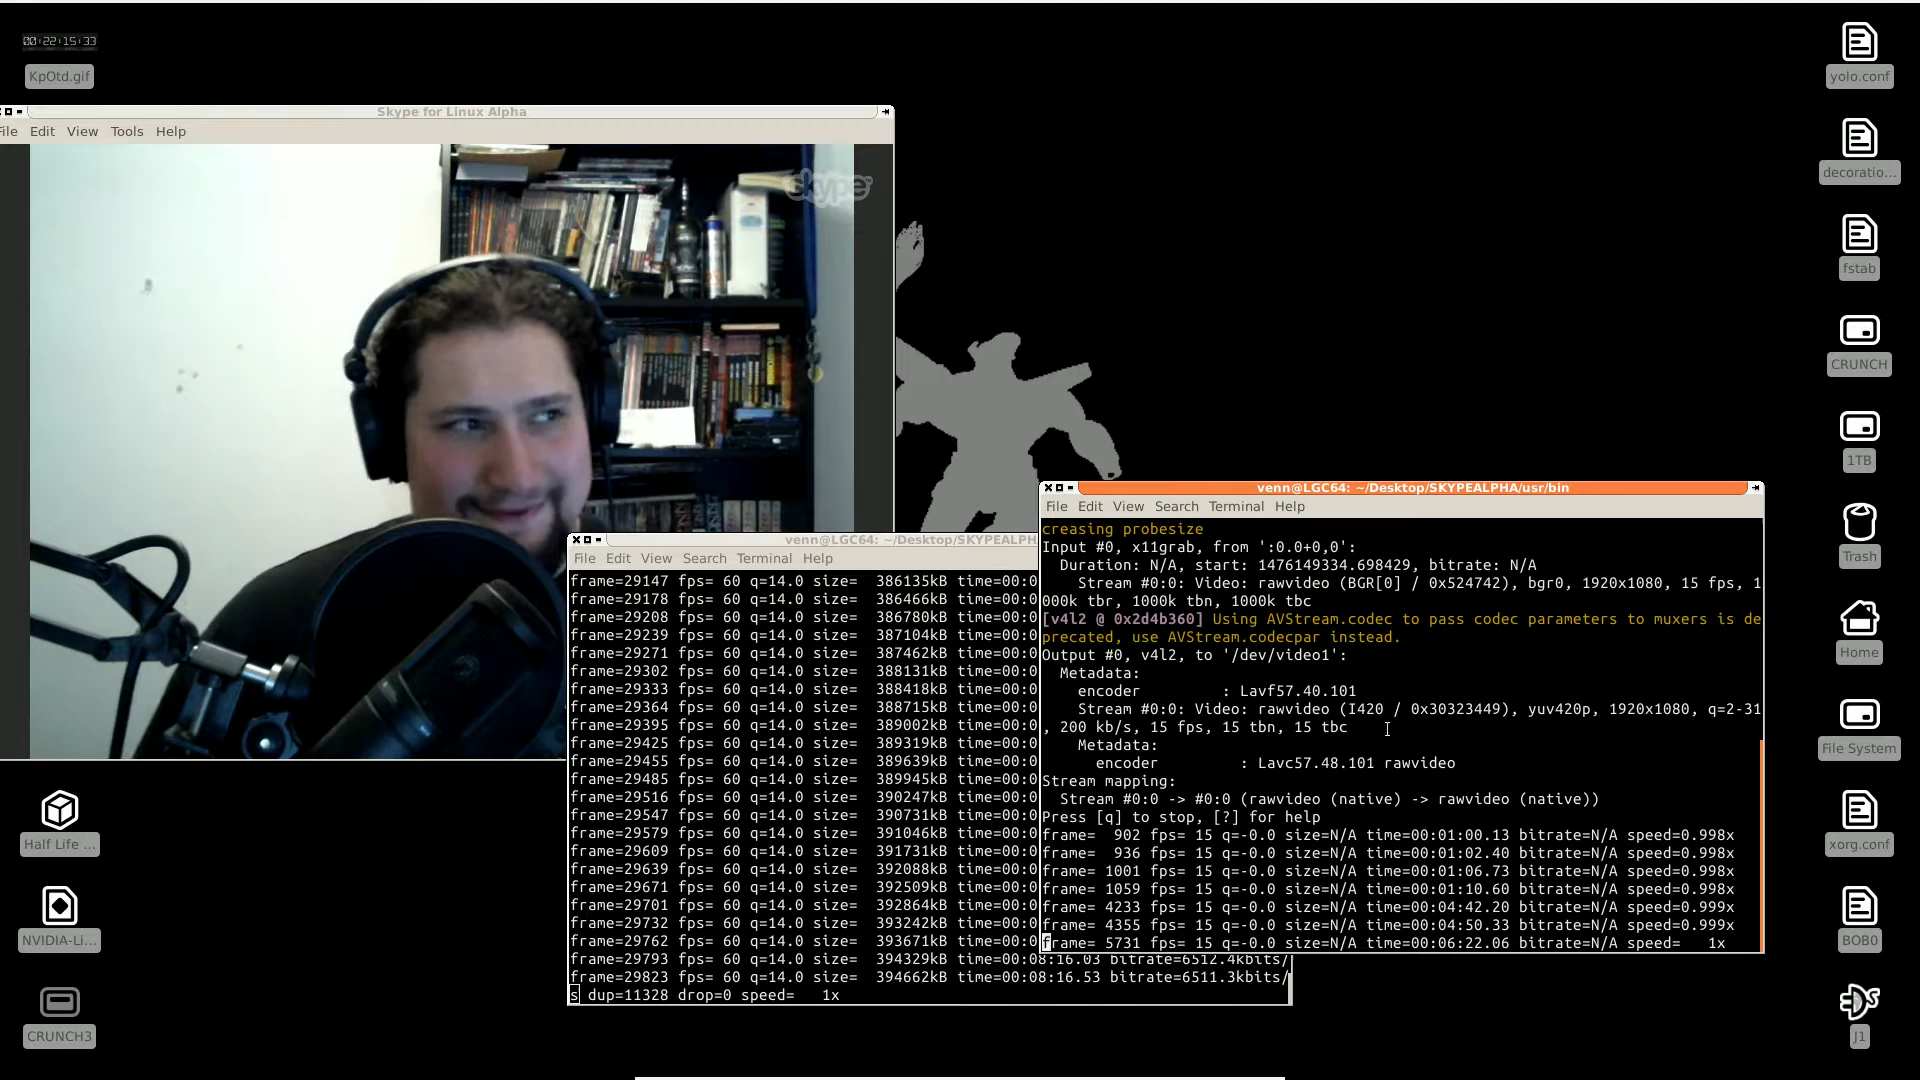 00:22:15:33
KpOtd.gif
Skype for Linux Alpha
File Edit View Tools Help
skype
yolo.conf
decoratio...
fstab
CRUNCH
1TB
Trash
Home
File System
xorg.conf
BOB0
J1
Half Life ...
NVIDIA-Li...
CRUNCH3
venn@LGC64: ~/Desktop/SKYPEALPH
File Edit View Search Terminal Help
frame=29147 fps= 60 q=14.0 size=  386135kB time=00:0
frame=29178 fps= 60 q=14.0 size=  386466kB time=00:0
frame=29208 fps= 60 q=14.0 size=  386780kB time=00:0
frame=29239 fps= 60 q=14.0 size=  387104kB time=00:0
frame=29271 fps= 60 q=14.0 size=  387462kB time=00:0
frame=29302 fps= 60 q=14.0 size=  388131kB time=00:0
frame=29333 fps= 60 q=14.0 size=  388418kB time=00:0
frame=29364 fps= 60 q=14.0 size=  388715kB time=00:0
frame=29395 fps= 60 q=14.0 size=  389002kB time=00:0
frame=29425 fps= 60 q=14.0 size=  389319kB time=00:0
frame=29455 fps= 60 q=14.0 size=  389639kB time=00:0
frame=29485 fps= 60 q=14.0 size=  389945kB time=00:0
frame=29516 fps= 60 q=14.0 size=  390247kB time=00:0
frame=29547 fps= 60 q=14.0 size=  390731kB time=00:0
frame=29579 fps= 60 q=14.0 size=  391046kB time=00:0
frame=29609 fps= 60 q=14.0 size=  391731kB time=00:0
frame=29639 fps= 60 q=14.0 size=  392088kB time=00:0
frame=29671 fps= 60 q=14.0 size=  392509kB time=00:0
frame=29701 fps= 60 q=14.0 size=  392864kB time=00:0
frame=29732 fps= 60 q=14.0 size=  393242kB time=00:0
frame=29762 fps= 60 q=14.0 size=  393671kB time=00:0
frame=29793 fps= 60 q=14.0 size=  394329kB time=00:08:16.03 bitrate=6512.4kbits/
frame=29823 fps= 60 q=14.0 size=  394662kB time=00:08:16.53 bitrate=6511.3kbits/
s dup=11328 drop=0 speed=   1x
venn@LGC64: ~/Desktop/SKYPEALPHA/usr/bin
File Edit View Search Terminal Help
creasing probesize
Input #0, x11grab, from ':0.0+0,0':
Duration: N/A, start: 1476149334.698429, bitrate: N/A
Stream #0:0: Video: rawvideo (BGR[0] / 0x524742), bgr0, 1920x1080, 15 fps, 1
000k tbr, 1000k tbn, 1000k tbc
[v4l2 @ 0x2d4b360] Using AVStream.codec to pass codec parameters to muxers is de
precated, use AVStream.codecpar instead.
Output #0, v4l2, to '/dev/video1':
Metadata:
encoder         : Lavf57.40.101
Stream #0:0: Video: rawvideo (I420 / 0x30323449), yuv420p, 1920x1080, q=2-31
, 200 kb/s, 15 fps, 15 tbn, 15 tbc
Metadata:
encoder         : Lavc57.48.101 rawvideo
Stream mapping:
Stream #0:0 -> #0:0 (rawvideo (native) -> rawvideo (native))
Press [q] to stop, [?] for help
frame=  902 fps= 15 q=-0.0 size=N/A time=00:01:00.13 bitrate=N/A speed=0.998x
frame=  936 fps= 15 q=-0.0 size=N/A time=00:01:02.40 bitrate=N/A speed=0.998x
frame= 1001 fps= 15 q=-0.0 size=N/A time=00:01:06.73 bitrate=N/A speed=0.998x
frame= 1059 fps= 15 q=-0.0 size=N/A time=00:01:10.60 bitrate=N/A speed=0.998x
frame= 4233 fps= 15 q=-0.0 size=N/A time=00:04:42.20 bitrate=N/A speed=0.999x
frame= 4355 fps= 15 q=-0.0 size=N/A time=00:04:50.33 bitrate=N/A speed=0.999x
frame= 5731 fps= 15 q=-0.0 size=N/A time=00:06:22.06 bitrate=N/A speed=   1x